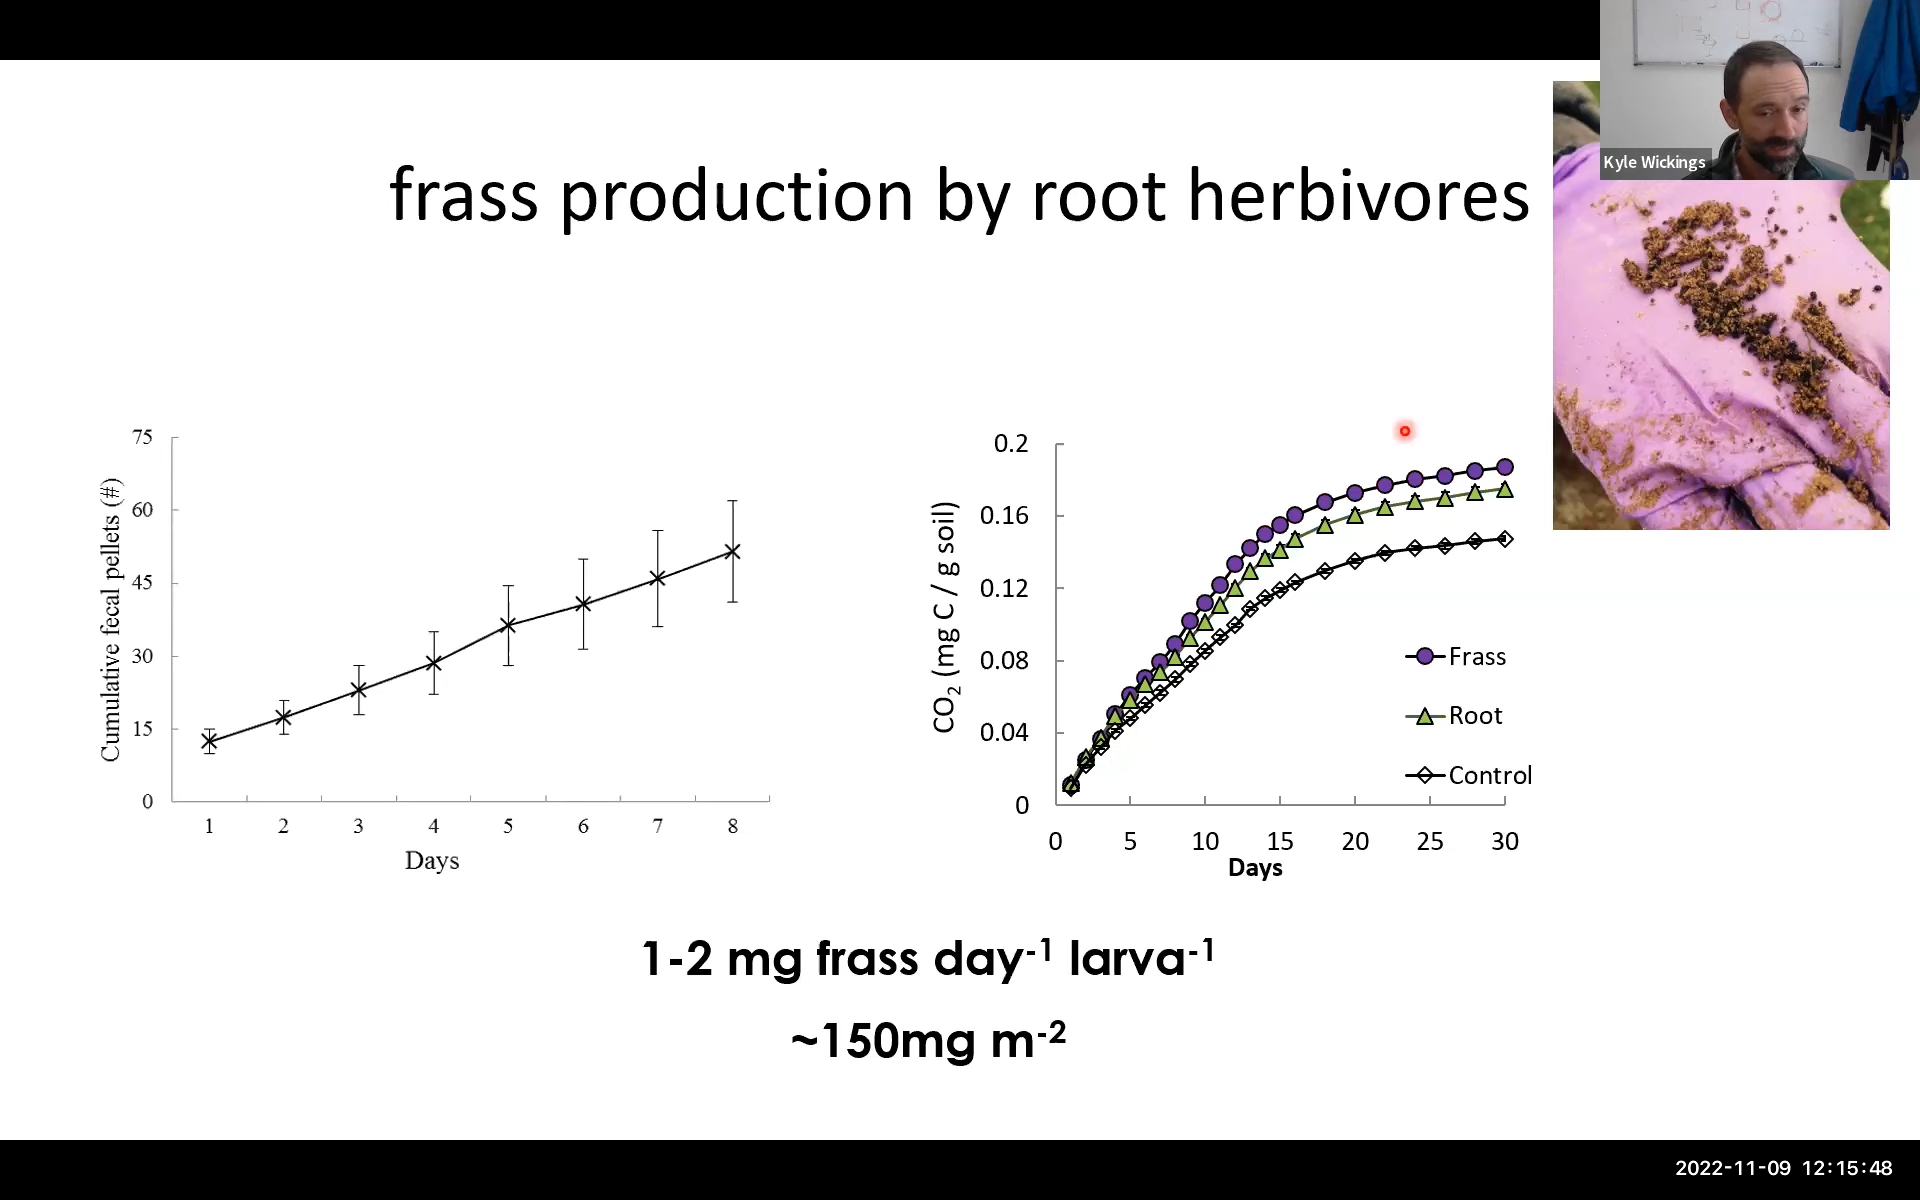 Kyle Wickings
frass production by root herbivores
75
60
45
30
15
0
Cumulative fecal pellets (#)
1 2 3 4 5 6 7 8
Days
0.2
0.16
0.12
0.08
0.04
0
CO₂ (mg C / g soil)
Frass
Root
Control
0 5 10 15 20 25 30
Days
1-2 mg frass day⁻¹ larva⁻¹
~150mg m⁻²
2022-11-09 12:15:48